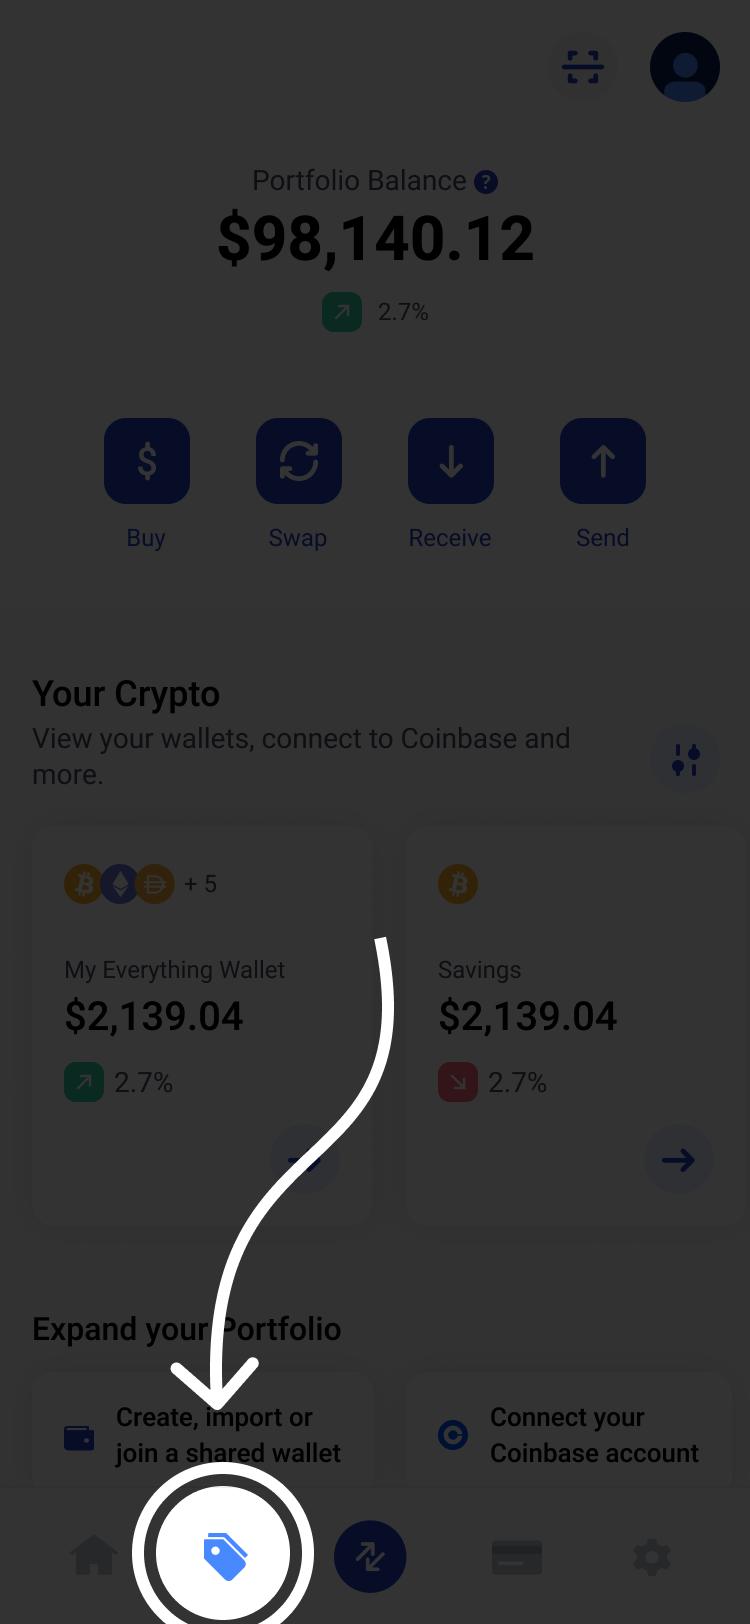 Portfolio Balance ?
$98,140.12
2.7%
$
Buy
Swap
Receive
Send
Your Crypto
View your wallets, connect to Coinbase and
more.
+ 5
My Everything Wallet
$2,139.04
2.7%
Savings
$2,139.04
2.7%
Expand your Portfolio
Create, import or
join a shared wallet
Connect your
Coinbase account